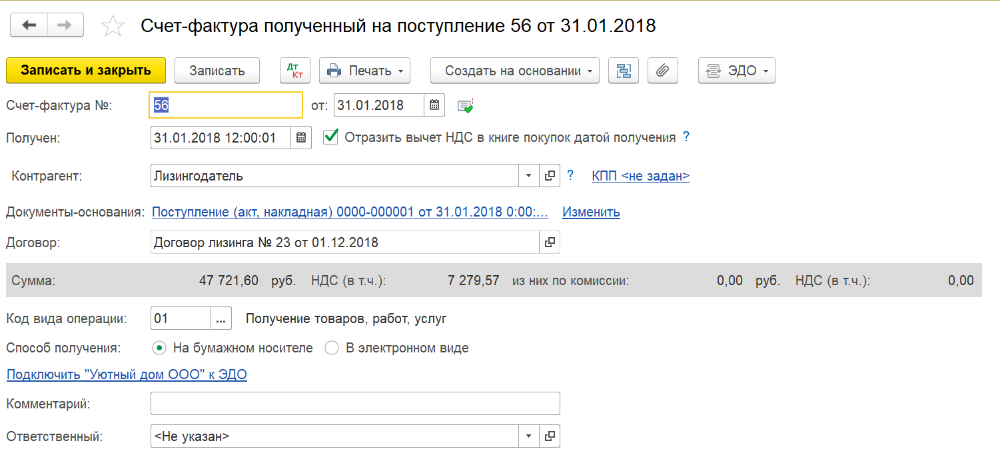 Счет-фактура полученный на поступление 56 от 31.01.2018
Записать и закрыть Записать Дт Кт Печать Создать на основании ЭДО
Счет-фактура №: 56 от: 31.01.2018
Получен: 31.01.2018 12:00:01 Отразить вычет НДС в книге покупок датой получения ?
Контрагент: Лизингодатель ? КПП <не задан>
Документы-основания: Поступление (акт, накладная) 0000-000001 от 31.01.2018 0:00:... Изменить
Договор: Договор лизинга № 23 от 01.12.2018
Сумма: 47 721,60 руб. НДС (в т.ч.): 7 279,57 из них по комиссии: 0,00 руб. НДС (в т.ч.): 0,00
Код вида операции: 01 ... Получение товаров, работ, услуг
Способ получения: На бумажном носителе В электронном виде
Подключить "Уютный дом ООО" к ЭДО
Комментарий:
Ответственный: <Не указан>